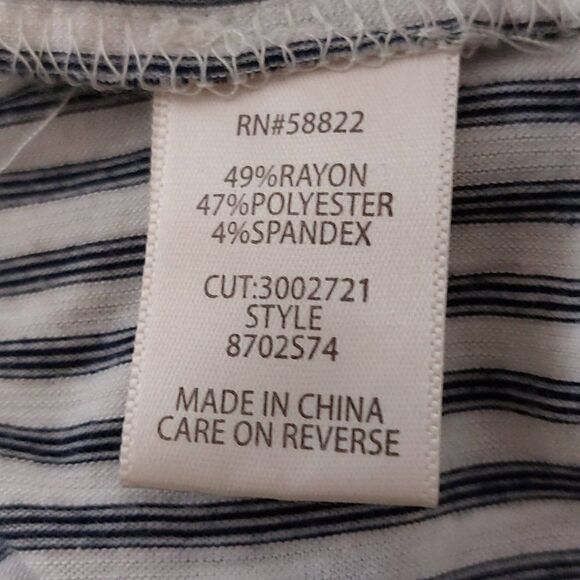 RN#58822
49%RAYON
47%POLYESTER
4%SPANDEX
CUT:3002721
STYLE
8702S74
MADE IN CHINA
CARE ON REVERSE